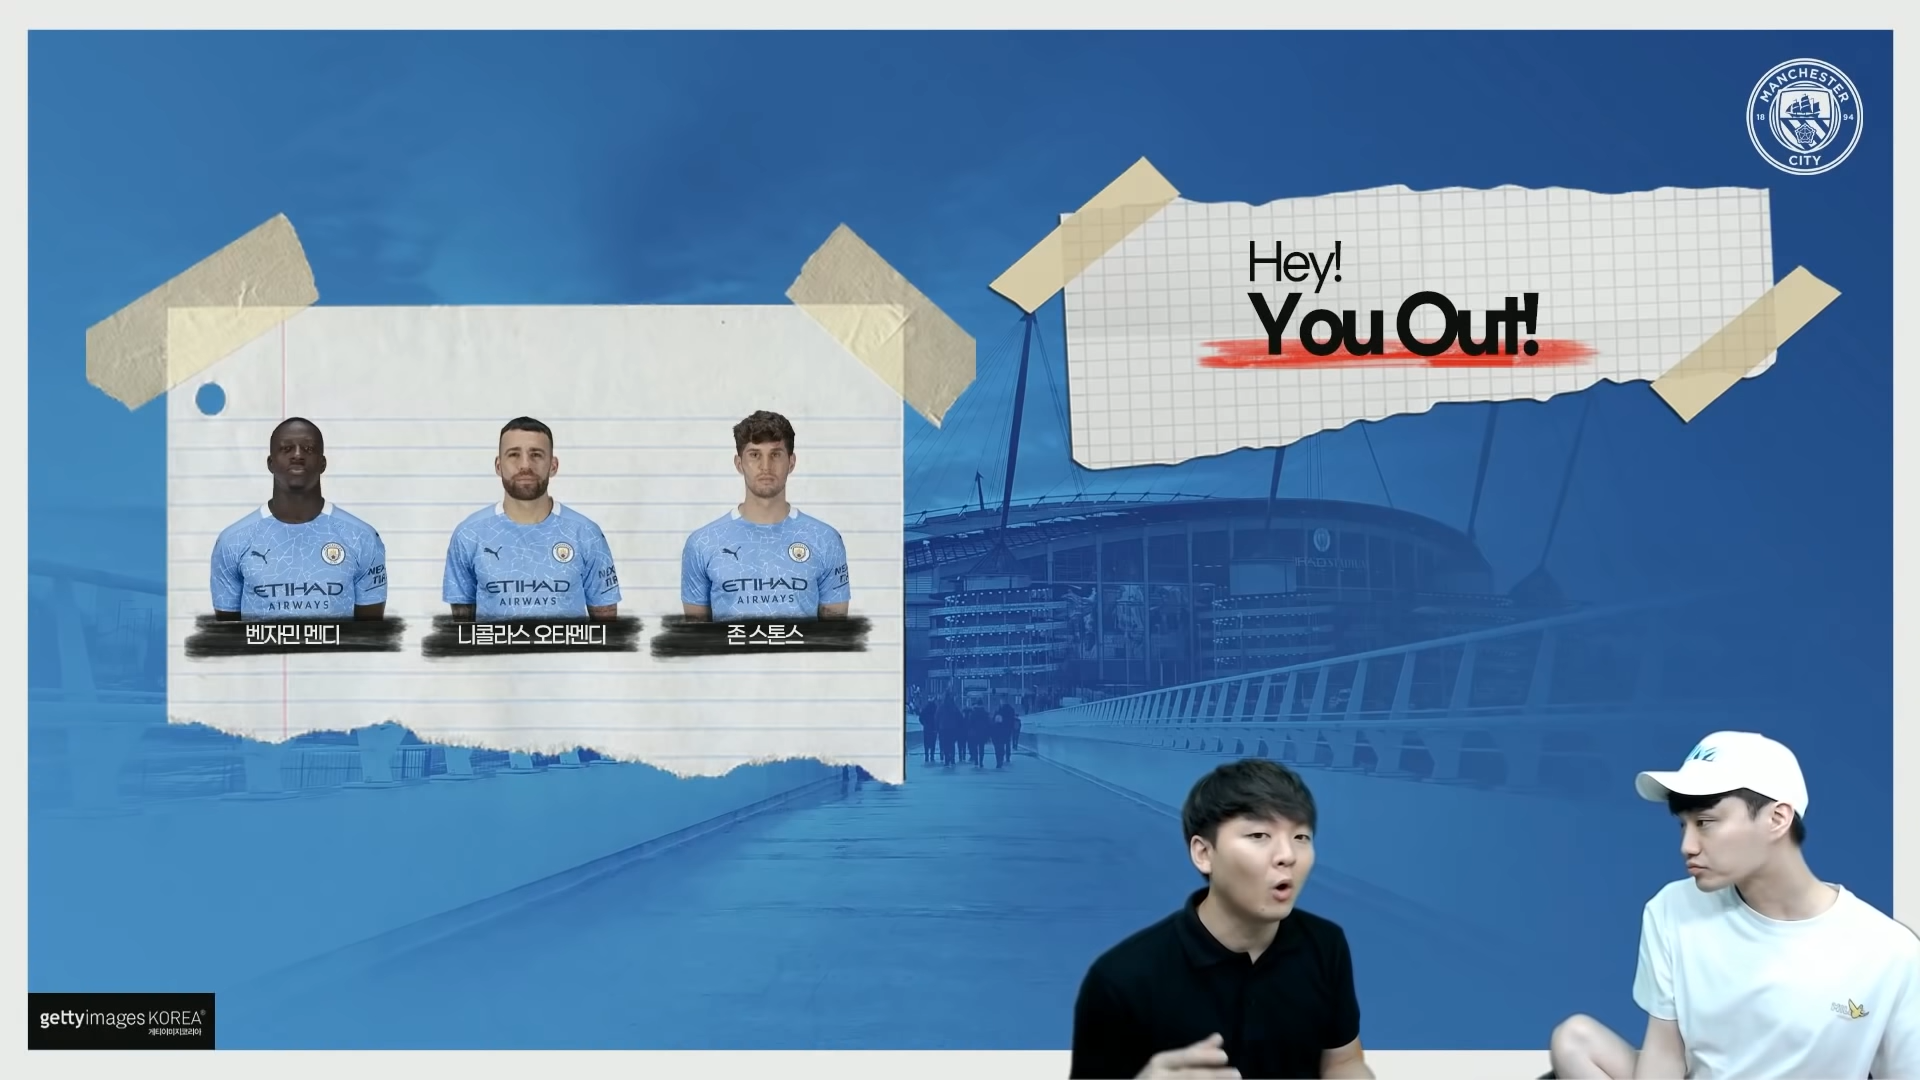 MANCHESTER
18 94
CITY
Hey!
You Out!
ETIHAD
AIRWAYS
ETIHAD
AIRWAYS
ETIHAD
AIRWAYS
벤자민 멘디
니콜라스 오타멘디
존 스톤스
gettyimages KOREA
게티이미지코리아